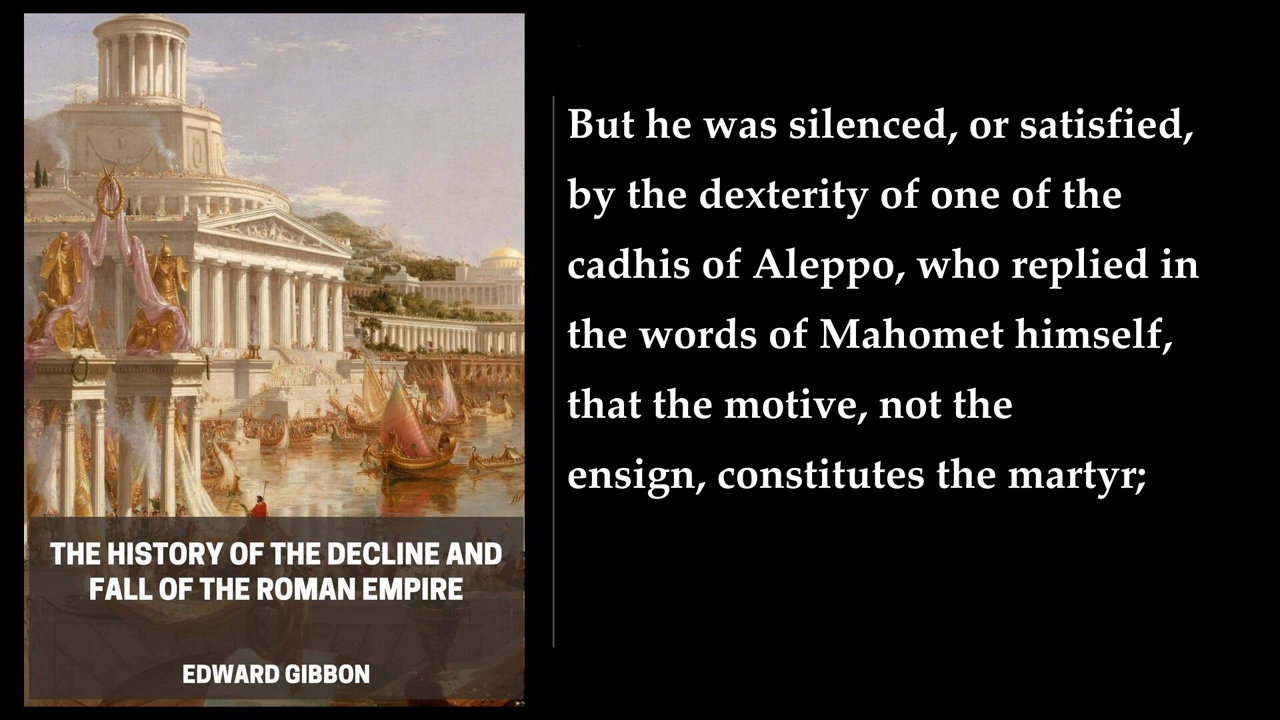 THE HISTORY OF THE DECLINE AND
FALL OF THE ROMAN EMPIRE
EDWARD GIBBON
But he was silenced, or satisfied,
by the dexterity of one of the
cadhis of Aleppo, who replied in
the words of Mahomet himself,
that the motive, not the
ensign, constitutes the martyr;